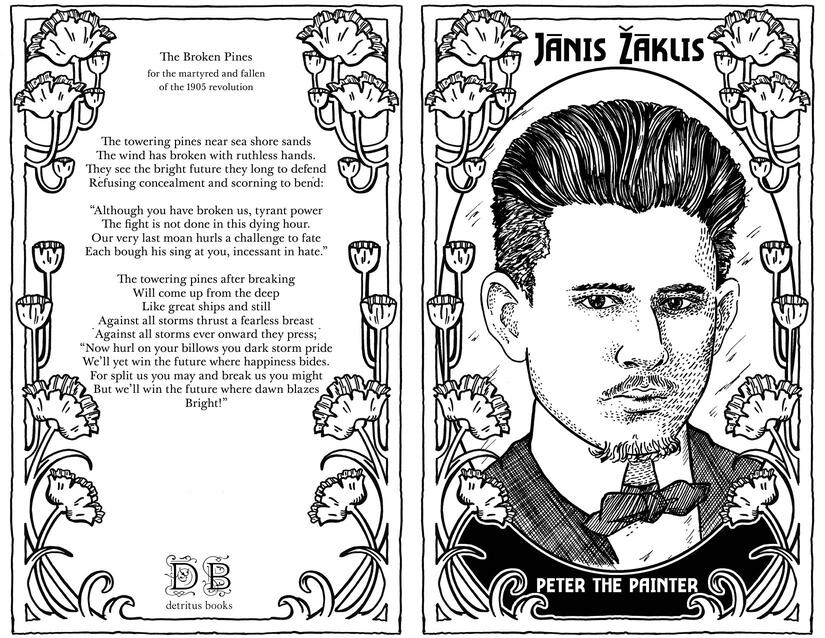 The Broken Pines
for the martyred and fallen
of the 1905 revolution
The towering pines near sea shore sands
The wind has broken with ruthless hands.
They see the bright future they long to defend
Refusing concealment and scorning to bend:
“Although you have broken us, tyrant power
The fight is not done in this dying hour.
Our very last moan hurls a challenge to fate
Each bough his sing at you, incessant in hate.”
The towering pines after breaking
Will come up from the deep
Like great ships and still
Against all storms thrust a fearless breast
Against all storms ever onward they press;
“Now hurl on your billows you dark storm pride
We’ll yet win the future where happiness bides.
For split us you may and break us you might
But we’ll win the future where dawn blazes
Bright!”
DB
detritus books
JĀNIS ŽĀKLIS
PETER THE PAINTER